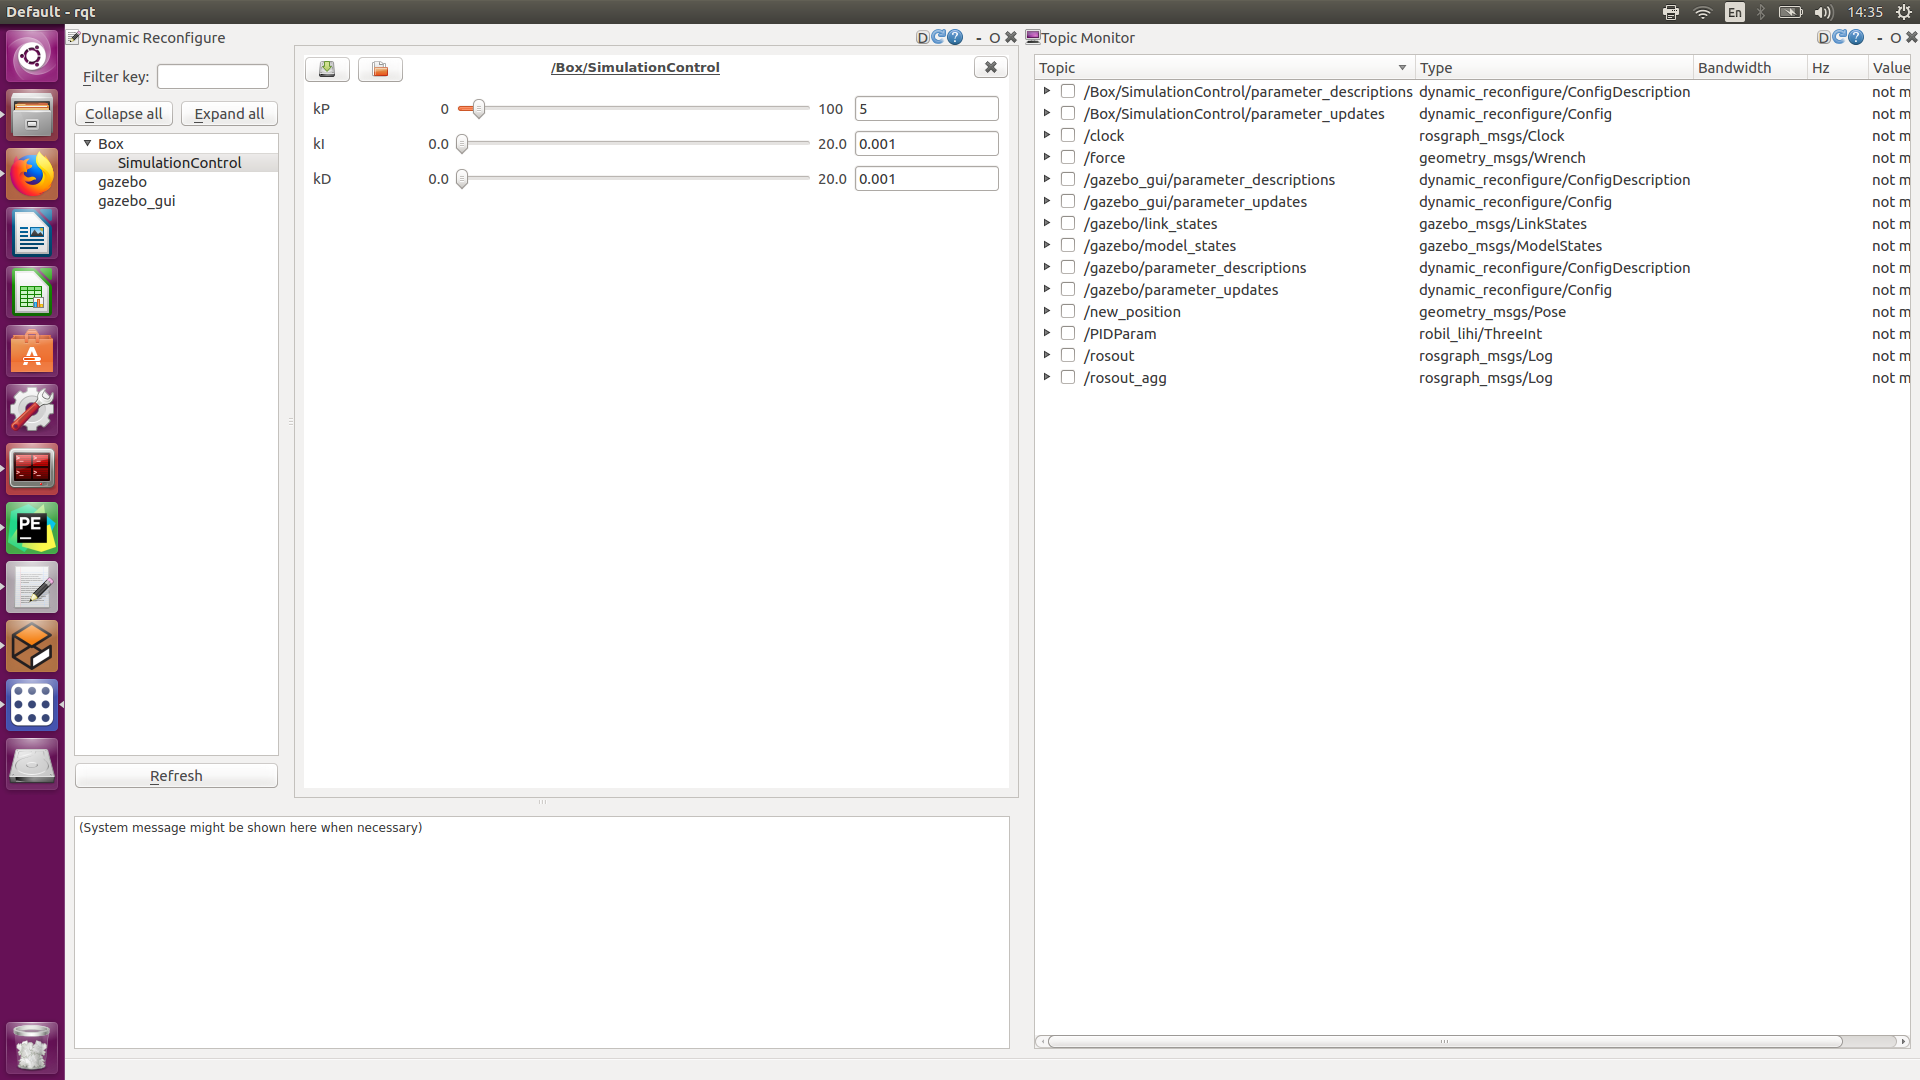 Default - rqt
En
14:35
Dynamic Reconfigure
D
- O
Filter key:
Collapse all
Expand all
Box
SimulationControl
gazebo
gazebo_gui
Refresh
/Box/SimulationControl
kP 0 100 5
kI 0.0 20.0 0.001
kD 0.0 20.0 0.001
(System message might be shown here when necessary)
Topic Monitor
D
- O
Topic Type Bandwidth Hz Value
/Box/SimulationControl/parameter_descriptions dynamic_reconfigure/ConfigDescription not m
/Box/SimulationControl/parameter_updates dynamic_reconfigure/Config not m
/clock rosgraph_msgs/Clock not m
/force geometry_msgs/Wrench not m
/gazebo_gui/parameter_descriptions dynamic_reconfigure/ConfigDescription not m
/gazebo_gui/parameter_updates dynamic_reconfigure/Config not m
/gazebo/link_states gazebo_msgs/LinkStates not m
/gazebo/model_states gazebo_msgs/ModelStates not m
/gazebo/parameter_descriptions dynamic_reconfigure/ConfigDescription not m
/gazebo/parameter_updates dynamic_reconfigure/Config not m
/new_position geometry_msgs/Pose not m
/PIDParam robil_lihi/ThreeInt not m
/rosout rosgraph_msgs/Log not m
/rosout_agg rosgraph_msgs/Log not m
PE